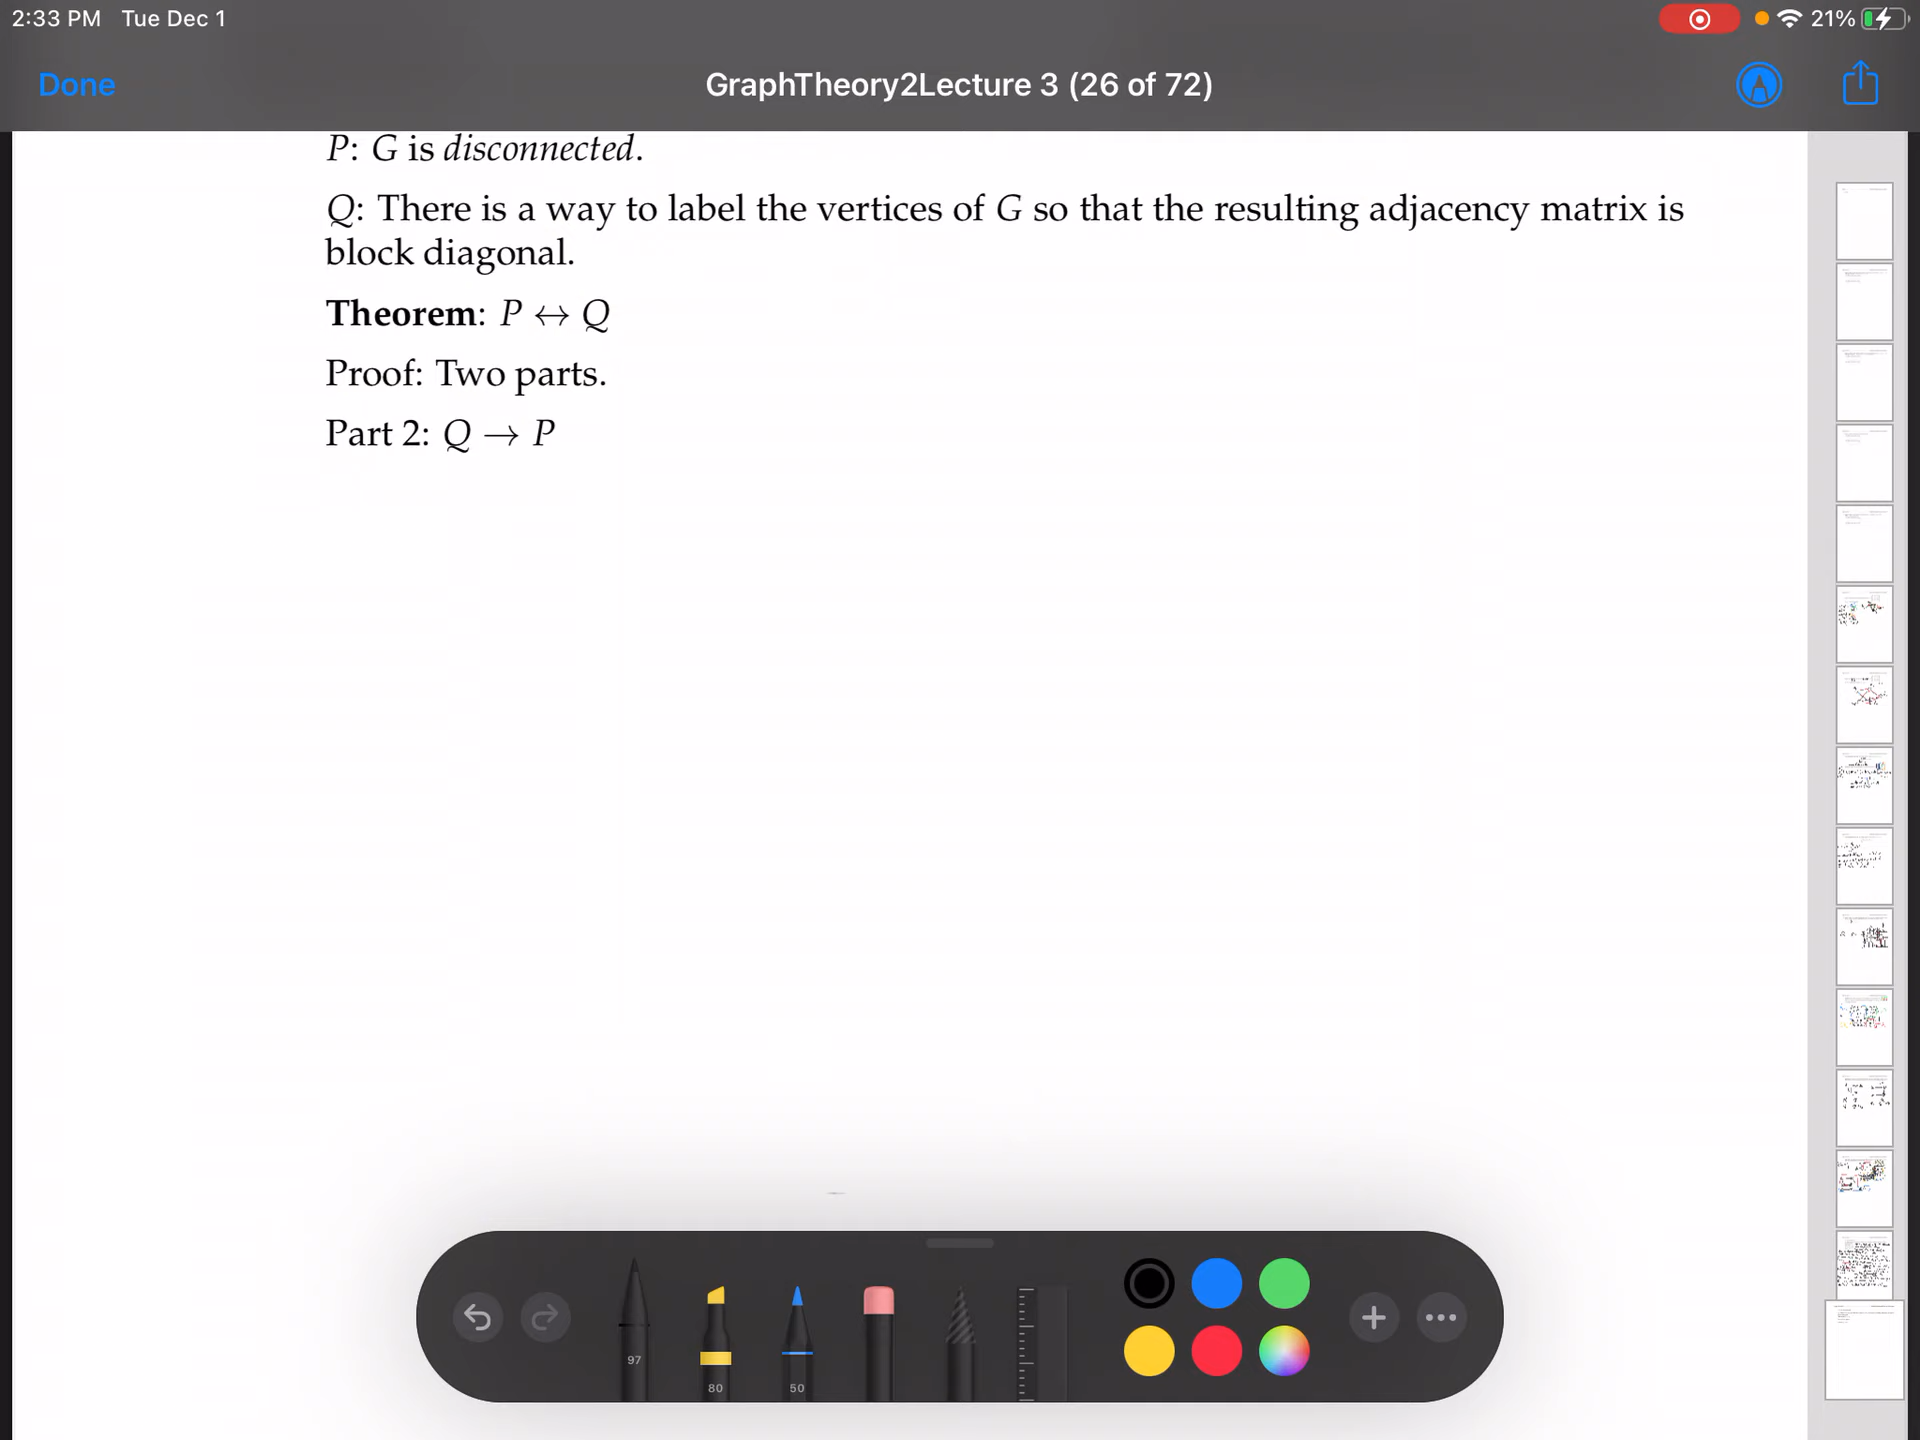 2:33 PM Tue Dec 1 21%
Done GraphTheory2Lecture 3 (26 of 72)
P: G is disconnected.
Q: There is a way to label the vertices of G so that the resulting adjacency matrix is
block diagonal.
Theorem: P ↔ Q
Proof: Two parts.
Part 2: Q → P
97
80
50